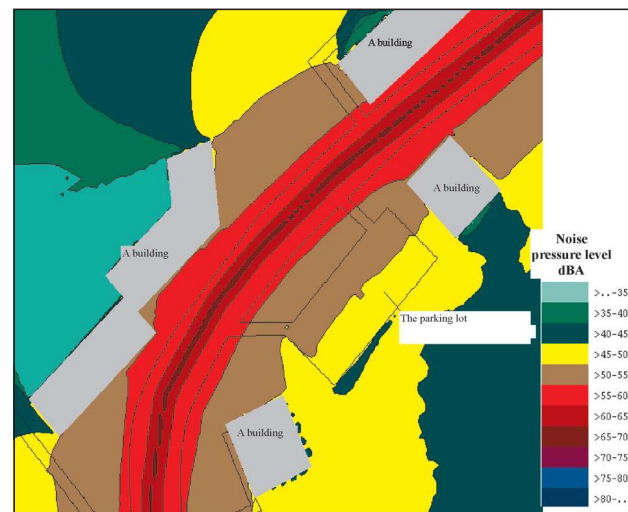 A building
A building
A building
The parking lot
A building
Noise
pressure level
dBA
>..-35
>35-40
>40-45
>45-50
>50-55
>55-60
>60-65
>65-70
>70-75
>75-80
>80-..